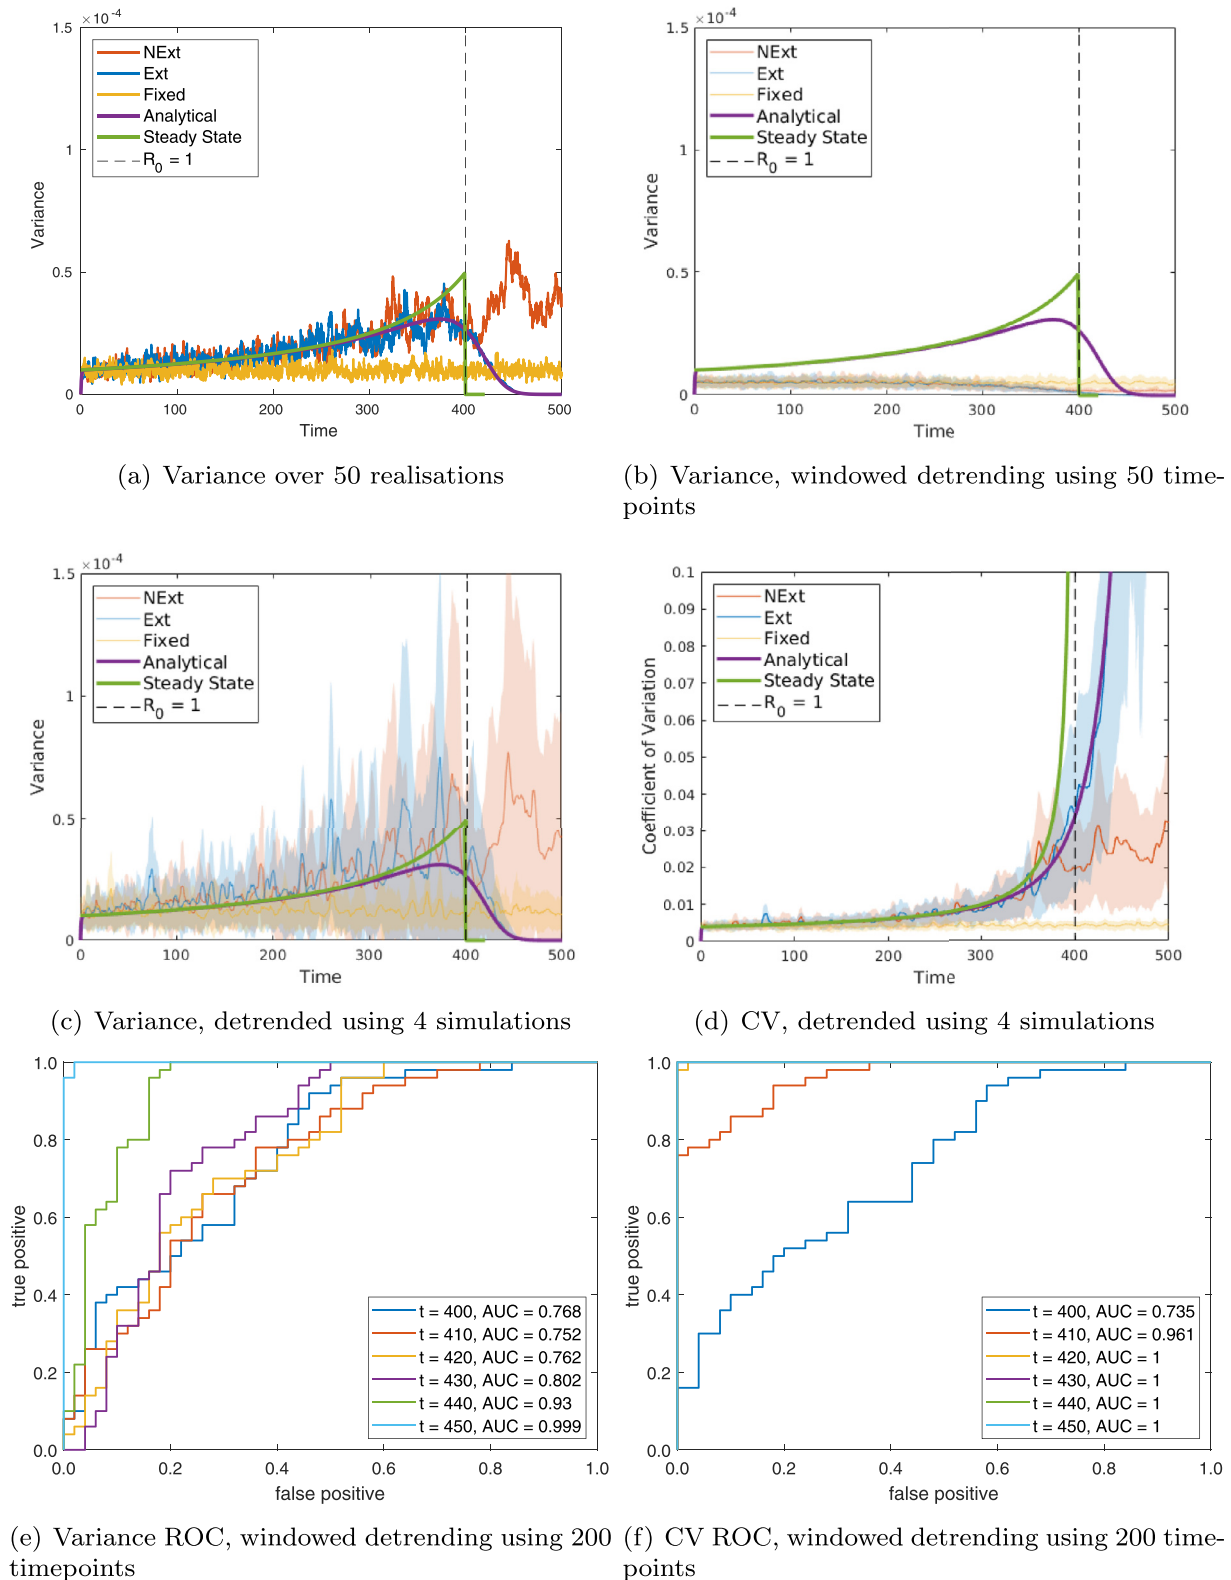 ×10⁻⁴
1.5
1
0.5
0
Variance
NExt
Ext
Fixed
Analytical
Steady State
R₀ = 1
0 100 200 300 400 500
Time
(a) Variance over 50 realisations
×10⁻⁴
1.5
1
0.5
0
Variance
NExt
Ext
Fixed
Analytical
Steady State
R₀ = 1
0 100 200 300 400 500
Time
(b) Variance, windowed detrending using 50 time-
points
×10⁻⁴
1.5
1
0.5
0
Variance
NExt
Ext
Fixed
Analytical
Steady State
R₀ = 1
0 100 200 300 400 500
Time
(c) Variance, detrended using 4 simulations
0.1
0.09
0.08
0.07
0.06
0.05
0.04
0.03
0.02
0.01
0
Coefficient of Variation
NExt
Ext
Fixed
Analytical
Steady State
R₀ = 1
0 100 200 300 400 500
Time
(d) CV, detrended using 4 simulations
1.0
0.8
0.6
0.4
0.2
0.0
true positive
t = 400, AUC = 0.768
t = 410, AUC = 0.752
t = 420, AUC = 0.762
t = 430, AUC = 0.802
t = 440, AUC = 0.93
t = 450, AUC = 0.999
0.0 0.2 0.4 0.6 0.8 1.0
false positive
(e) Variance ROC, windowed detrending using 200
timepoints
1.0
0.8
0.6
0.4
0.2
0.0
true positive
t = 400, AUC = 0.735
t = 410, AUC = 0.961
t = 420, AUC = 1
t = 430, AUC = 1
t = 440, AUC = 1
t = 450, AUC = 1
0.0 0.2 0.4 0.6 0.8 1.0
false positive
(f) CV ROC, windowed detrending using 200 time-
points